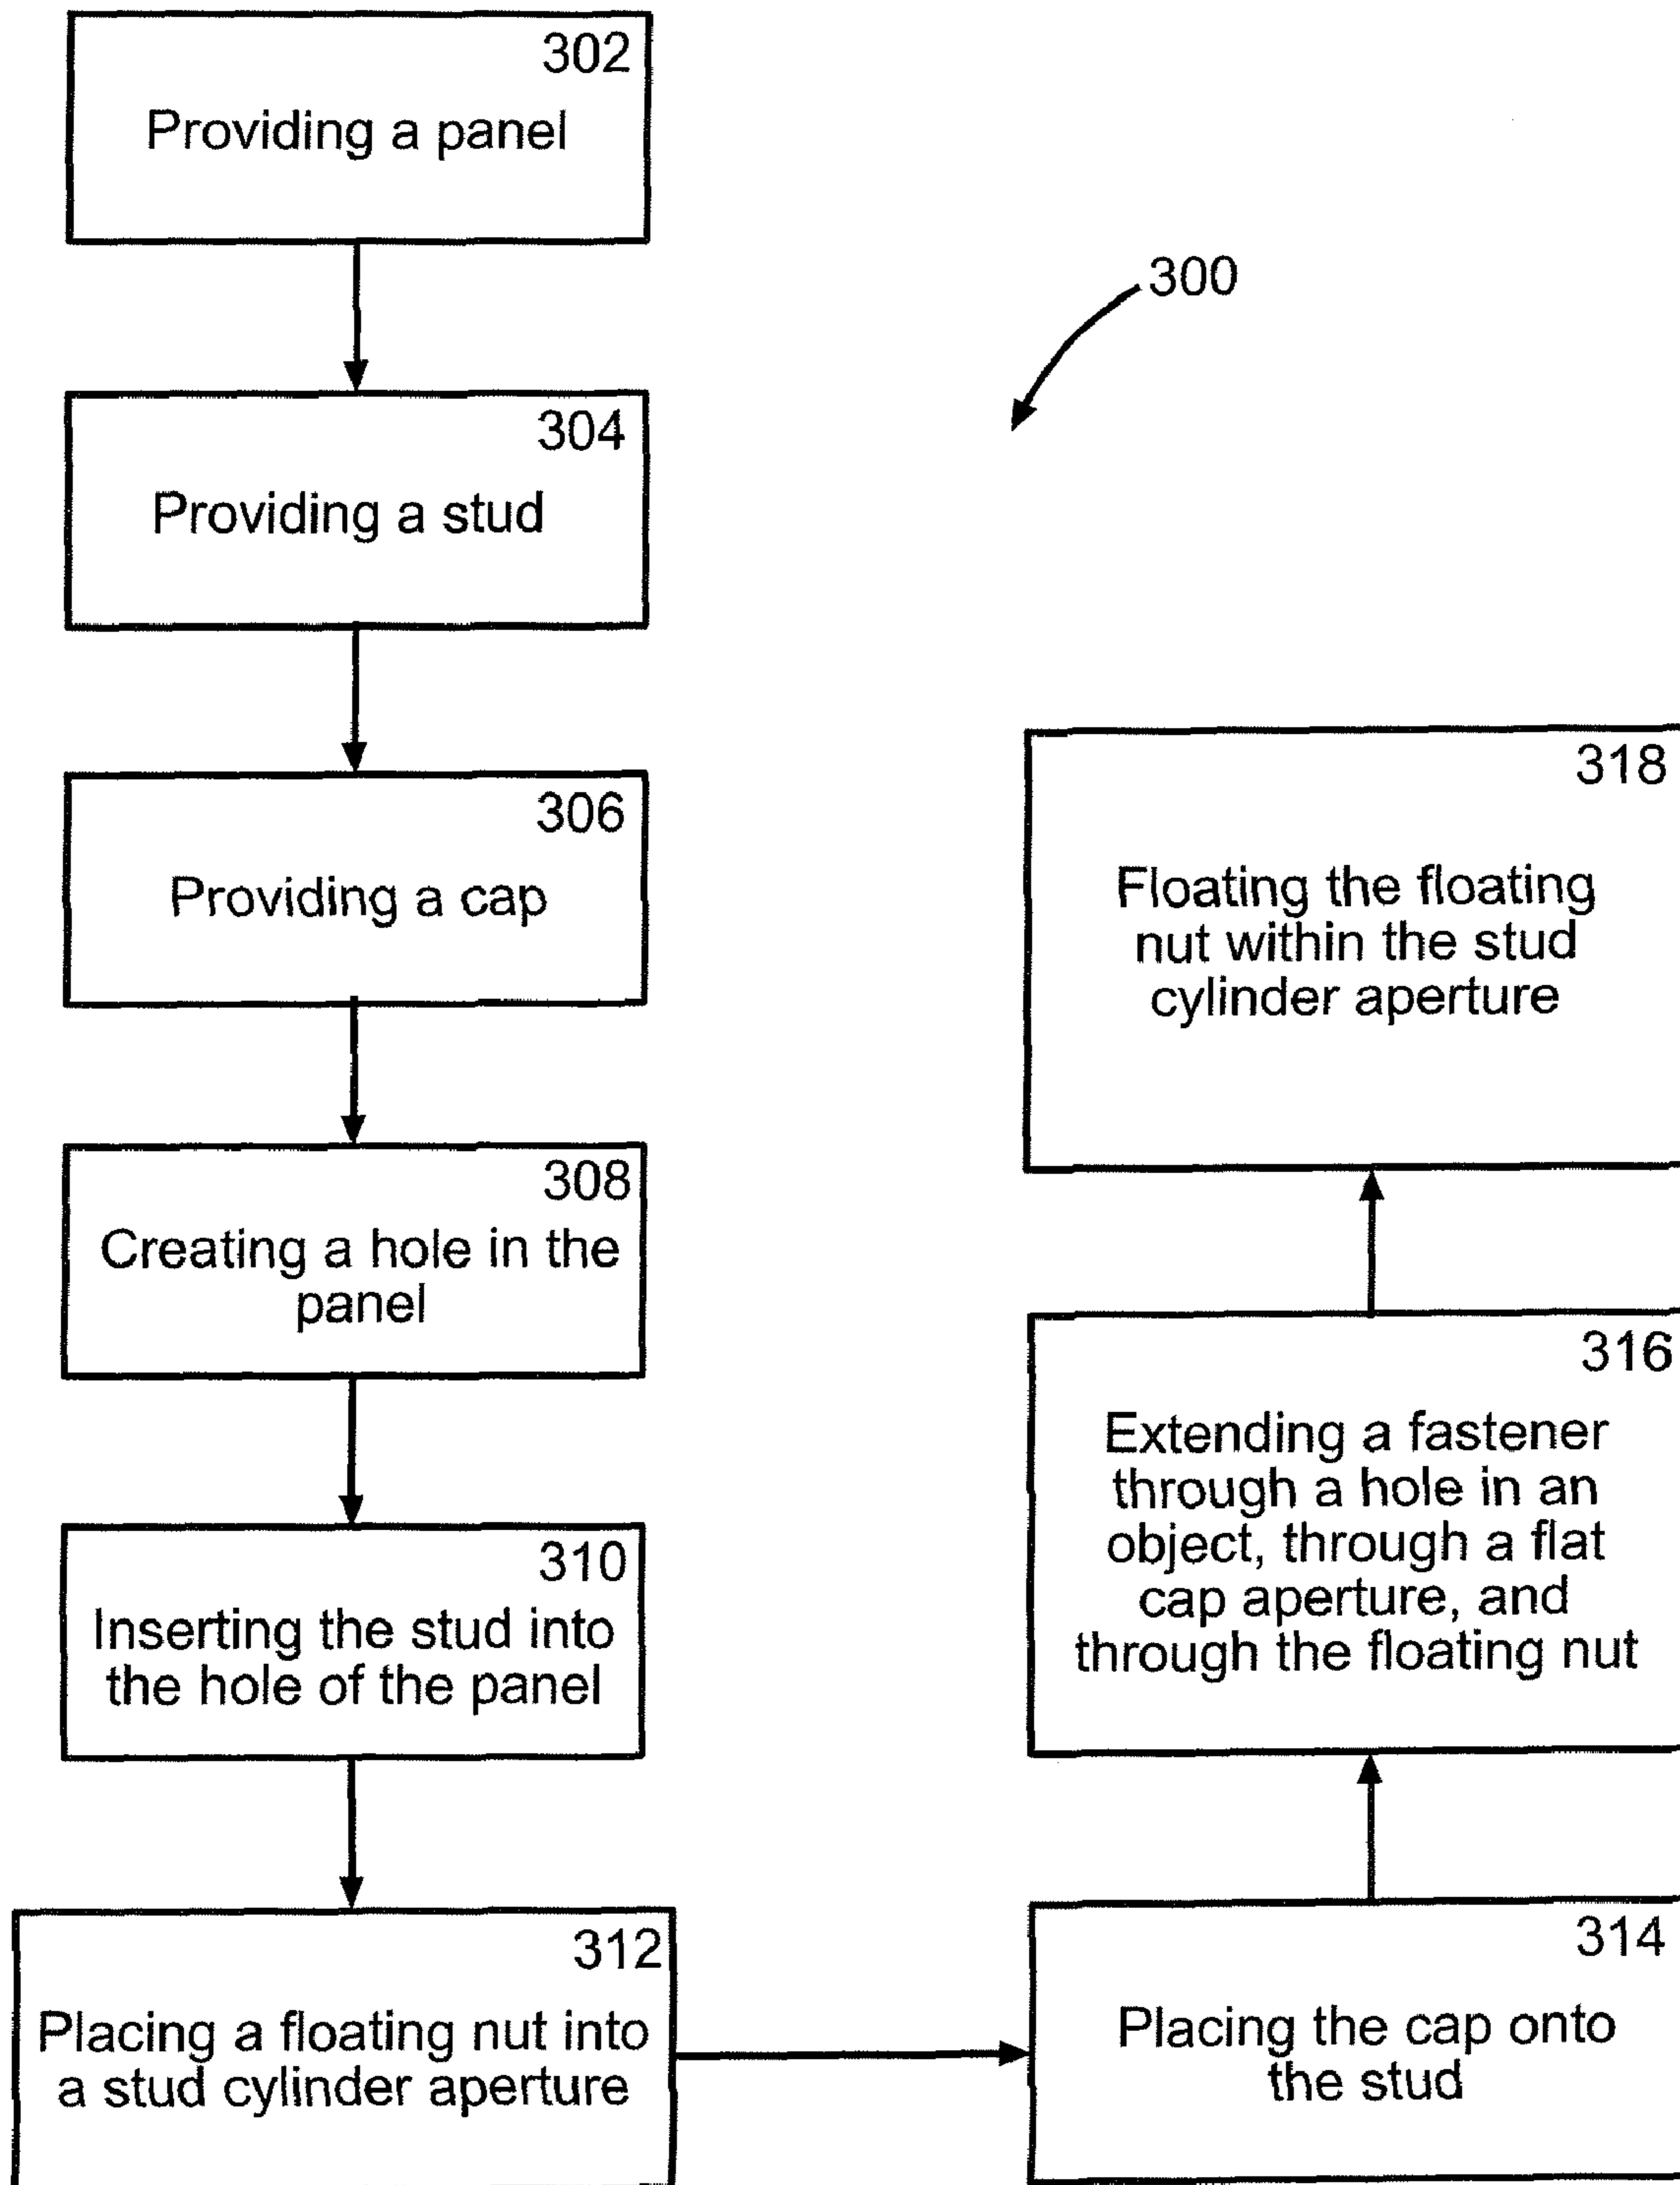 302
Providing a panel
300
304
Providing a stud
306
Providing a cap
308
Creating a hole in the
panel
310
Inserting the stud into
the hole of the panel
312
Placing a floating nut into
a stud cylinder aperture
314
Placing the cap onto
the stud
316
Extending a fastener
through a hole in an
object, through a flat
cap aperture, and
through the floating nut
318
Floating the floating
nut within the stud
cylinder aperture